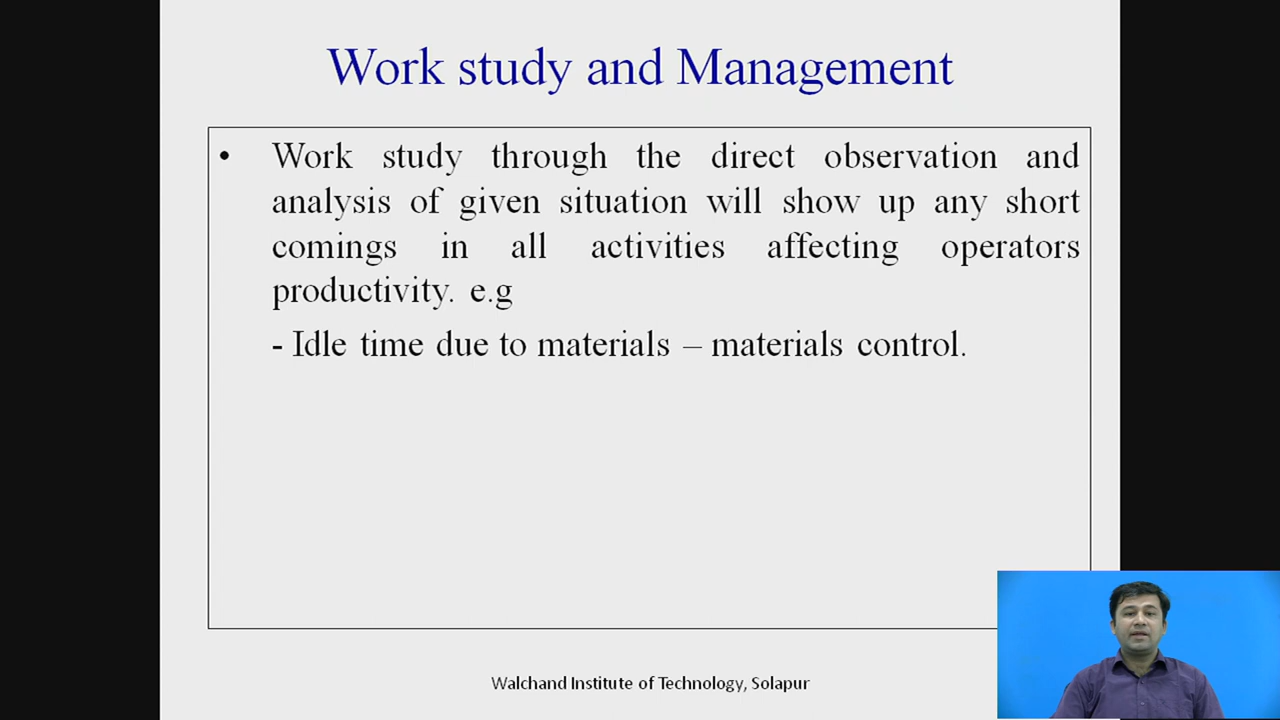 Work study and Management
• Work study through the direct observation and
analysis of given situation will show up any short
comings in all activities affecting operators
productivity. e.g
- Idle time due to materials – materials control.
Walchand Institute of Technology, Solapur